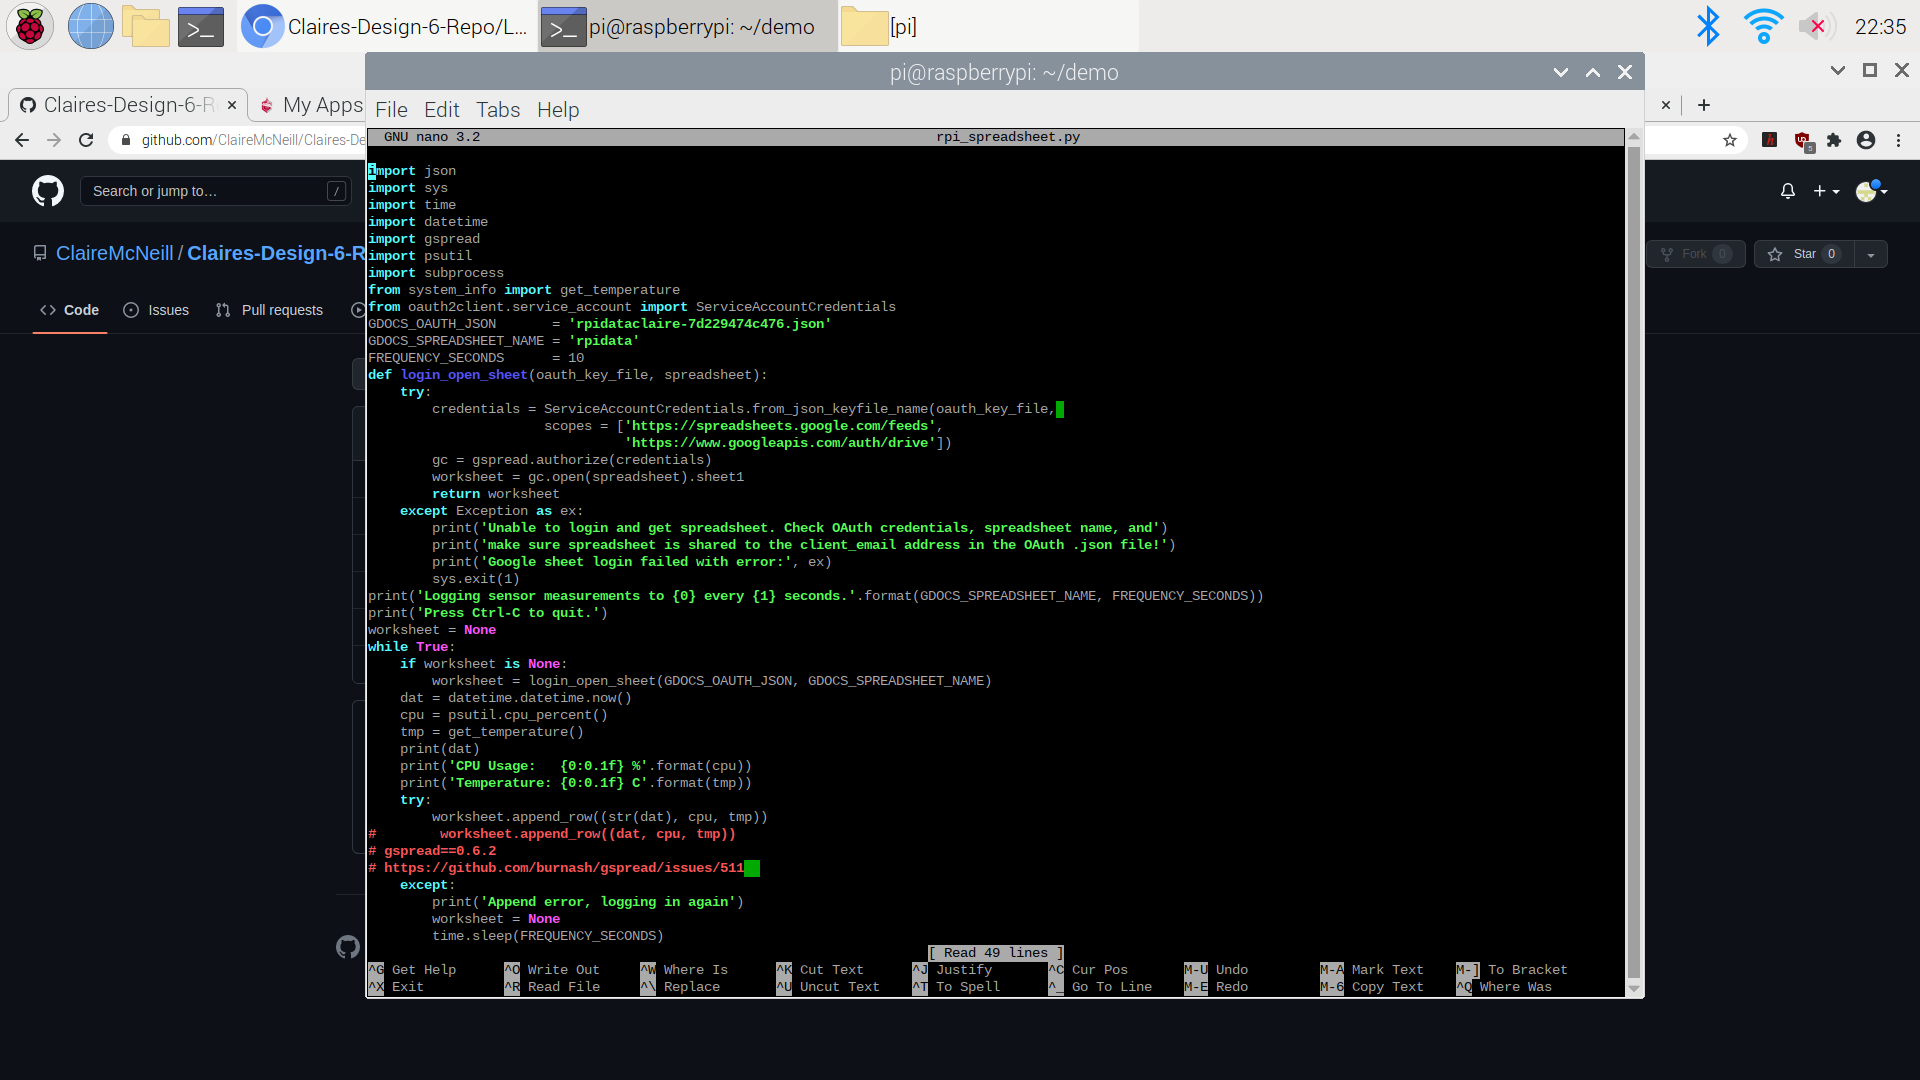 Claires-Design-6-Repo/L...
pi@raspberrypi: ~/demo
[pi]
22:35
pi@raspberrypi: ~/demo
Claires-Design-6-R
My Apps
File Edit Tabs Help
github.com/ClaireMcNeill/Claires-De
5
GNU nano 3.2 rpi_spreadsheet.py
import json
import sys
import time
import datetime
import gspread
import psutil
import subprocess
from system_info import get_temperature
from oauth2client.service_account import ServiceAccountCredentials
GDOCS_OAUTH_JSON       = 'rpidataclaire-7d229474c476.json'
GDOCS_SPREADSHEET_NAME = 'rpidata'
FREQUENCY_SECONDS      = 10
def login_open_sheet(oauth_key_file, spreadsheet):
    try:
        credentials = ServiceAccountCredentials.from_json_keyfile_name(oauth_key_file,
                      scopes = ['https://spreadsheets.google.com/feeds',
                                'https://www.googleapis.com/auth/drive'])
        gc = gspread.authorize(credentials)
        worksheet = gc.open(spreadsheet).sheet1
        return worksheet
    except Exception as ex:
        print('Unable to login and get spreadsheet. Check OAuth credentials, spreadsheet name, and')
        print('make sure spreadsheet is shared to the client_email address in the OAuth .json file!')
        print('Google sheet login failed with error:', ex)
        sys.exit(1)
print('Logging sensor measurements to {0} every {1} seconds.'.format(GDOCS_SPREADSHEET_NAME, FREQUENCY_SECONDS))
print('Press Ctrl-C to quit.')
worksheet = None
while True:
    if worksheet is None:
        worksheet = login_open_sheet(GDOCS_OAUTH_JSON, GDOCS_SPREADSHEET_NAME)
    dat = datetime.datetime.now()
    cpu = psutil.cpu_percent()
    tmp = get_temperature()
    print(dat)
    print('CPU Usage:   {0:0.1f} %'.format(cpu))
    print('Temperature: {0:0.1f} C'.format(tmp))
    try:
        worksheet.append_row((str(dat), cpu, tmp))
#        worksheet.append_row((dat, cpu, tmp))
# gspread==0.6.2
# https://github.com/burnash/gspread/issues/511
    except:
        print('Append error, logging in again')
        worksheet = None
        time.sleep(FREQUENCY_SECONDS)
[ Read 49 lines ]
^G Get Help ^O Write Out ^W Where Is ^K Cut Text ^J Justify ^C Cur Pos M-U Undo M-A Mark Text M-] To Bracket
^X Exit ^R Read File ^\ Replace ^U Uncut Text ^T To Spell ^_ Go To Line M-E Redo M-6 Copy Text ^Q Where Was
Search or jump to… /
ClaireMcNeill / Claires-Design-6-R
Fork 0 Star 0
Code Issues Pull requests